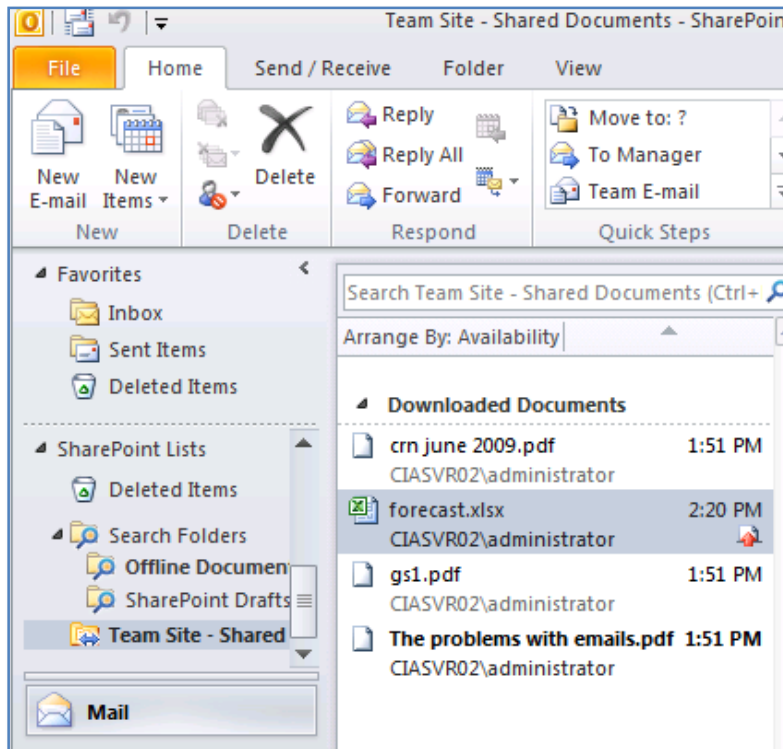 Team Site - Shared Documents - SharePoin
File Home Send / Receive Folder View
New E-mail
New Items
Delete
Reply
Reply All
Forward
Move to: ?
To Manager
Team E-mail
New Delete Respond Quick Steps
Favorites
Inbox
Sent Items
Deleted Items
SharePoint Lists
Deleted Items
Search Folders
Offline Documen
SharePoint Drafts
Team Site - Shared
Mail
Search Team Site - Shared Documents (Ctrl+
Arrange By: Availability
Downloaded Documents
crn june 2009.pdf 1:51 PM
CIASVR02\administrator
forecast.xlsx 2:20 PM
CIASVR02\administrator
gs1.pdf 1:51 PM
CIASVR02\administrator
The problems with emails.pdf 1:51 PM
CIASVR02\administrator